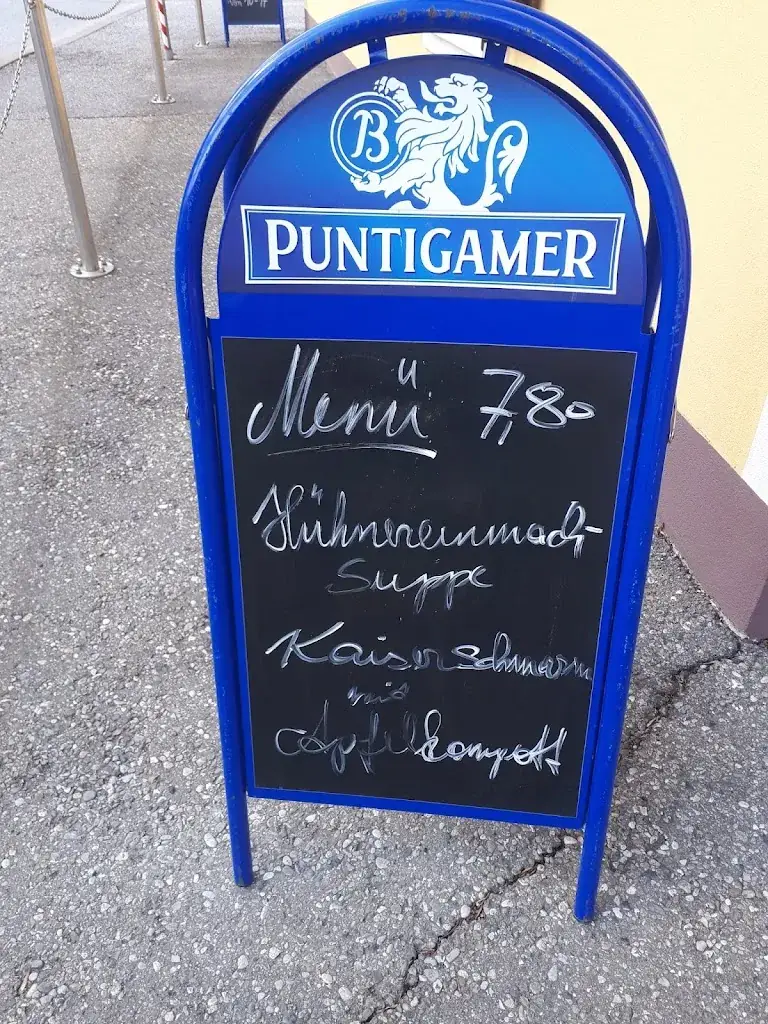 B
PUNTIGAMER
Menü 7,80
Hühnereinmach-
Suppe
Kaiserschmarrn
mit
Apfelkompott